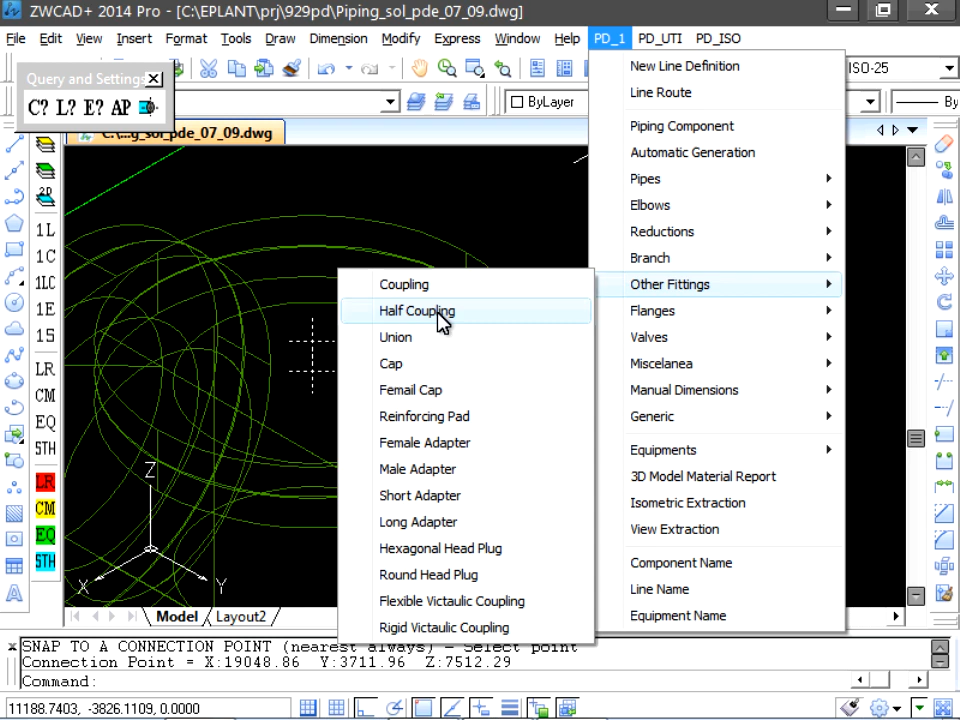 ZWCAD+ 2014 Pro - [C:\EPLANT\prj\929pd\Piping_sol_pde_07_09.dwg]
File Edit View Insert Format Tools Draw Dimension Modify Express Window Help PD_1 PD_UTI PD_ISO
Query and Settings
C? L? E? AP
ISO-25
ByLayer
By
C:\...g_sol_pde_07_09.dwg
2D
1L
1C
1LC
1E
1S
LR
CM
EQ
STH
LR
CM
EQ
STH
New Line Definition
Line Route
Piping Component
Automatic Generation
Pipes
Elbows
Reductions
Branch
Other Fittings
Flanges
Valves
Miscelanea
Manual Dimensions
Generic
Equipments
3D Model Material Report
Isometric Extraction
View Extraction
Component Name
Line Name
Equipment Name
Coupling
Half Coupling
Union
Cap
Femail Cap
Reinforcing Pad
Female Adapter
Male Adapter
Short Adapter
Long Adapter
Hexagonal Head Plug
Round Head Plug
Flexible Victaulic Coupling
Rigid Victaulic Coupling
Z
X
Y
Model Layout2
SNAP TO A CONNECTION POINT (nearest always) - Select point
Connection Point = X:19048.86 Y:3711.96 Z:7512.29
Command:
11188.7403, -3826.1109, 0.0000